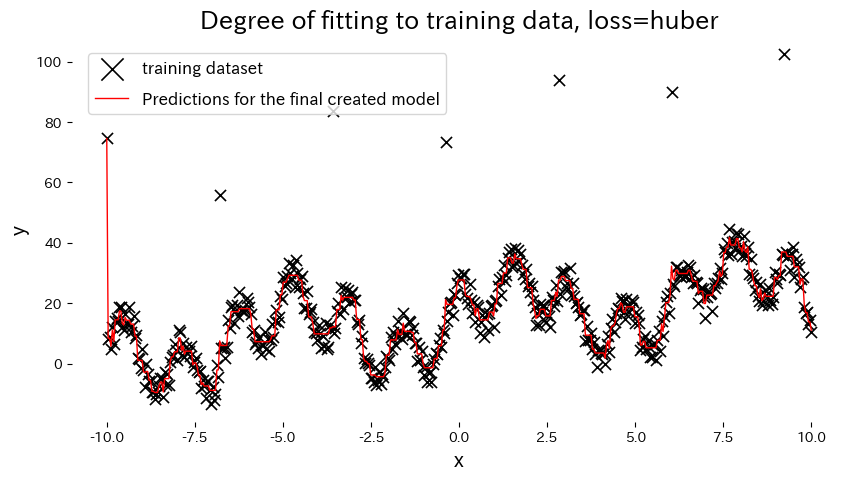 Degree of fitting to training data, loss=huber
training dataset
Predictions for the final created model
100
80
60
40
20
0
y
-10.0 -7.5 -5.0 -2.5 0.0 2.5 5.0 7.5 10.0
x